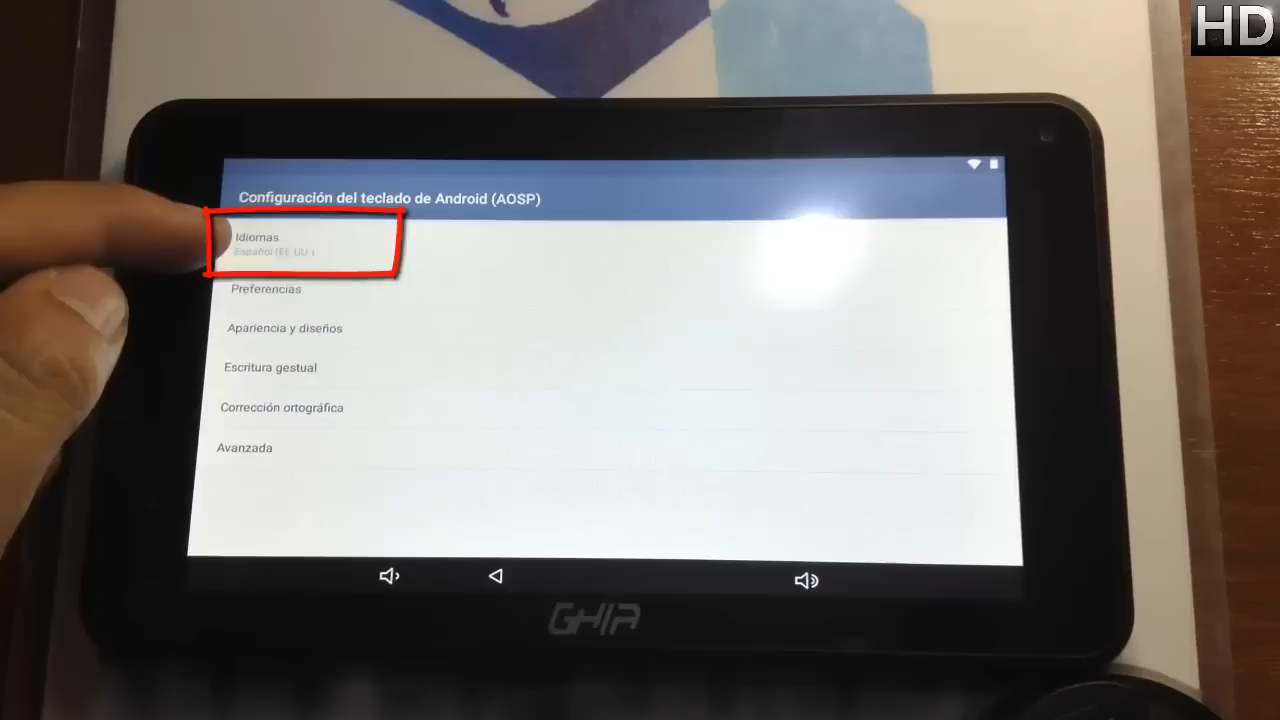 HD
Configuración del teclado de Android (AOSP)
Idiomas
Español (EE.UU.)
Preferencias
Apariencia y diseños
Escritura gestual
Corrección ortográfica
Avanzada
GHIA